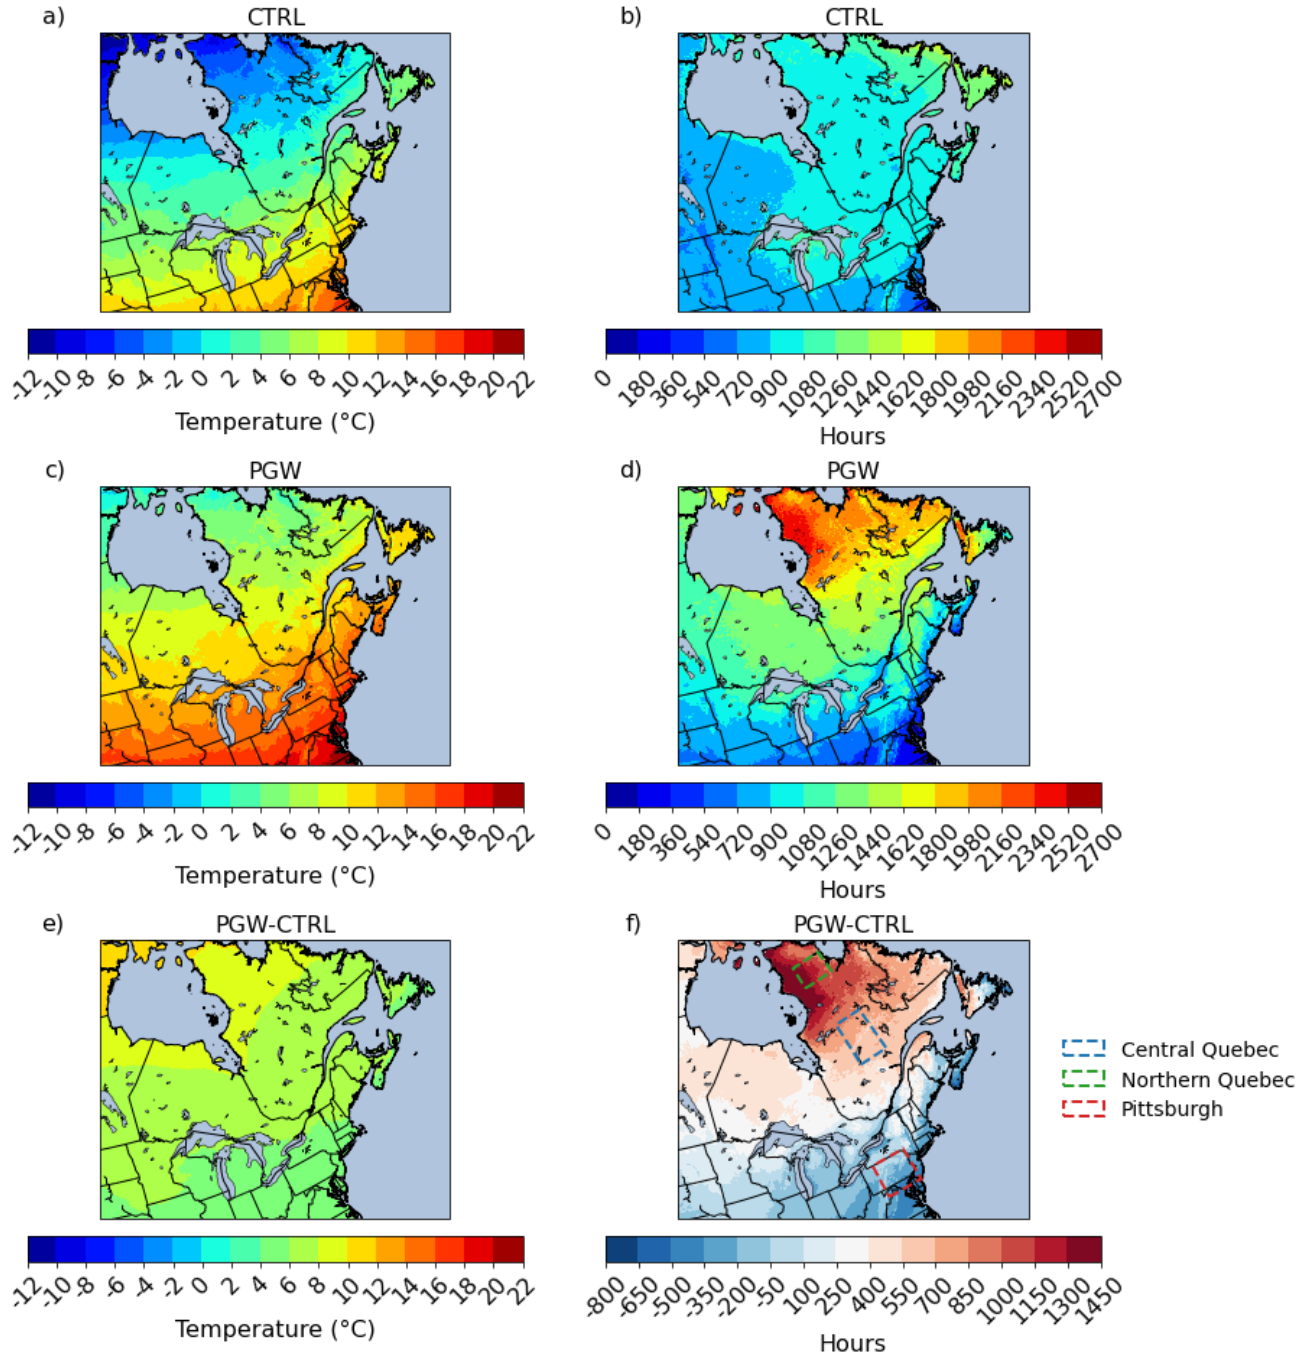 a) CTRL b) CTRL
-12 -10 -8 -6 -4 -2 0 2 4 6 8 10 12 14 16 18 20 22
Temperature (°C)
0 180 360 540 720 900 1080 1260 1440 1620 1800 1980 2160 2340 2520 2700
Hours
c) PGW d) PGW
-12 -10 -8 -6 -4 -2 0 2 4 6 8 10 12 14 16 18 20 22
Temperature (°C)
0 180 360 540 720 900 1080 1260 1440 1620 1800 1980 2160 2340 2520 2700
Hours
e) PGW-CTRL f) PGW-CTRL
Central Quebec
Northern Quebec
Pittsburgh
-12 -10 -8 -6 -4 -2 0 2 4 6 8 10 12 14 16 18 20 22
Temperature (°C)
-800 -650 -500 -350 -200 -50 100 250 400 550 700 850 1000 1150 1300 1450
Hours